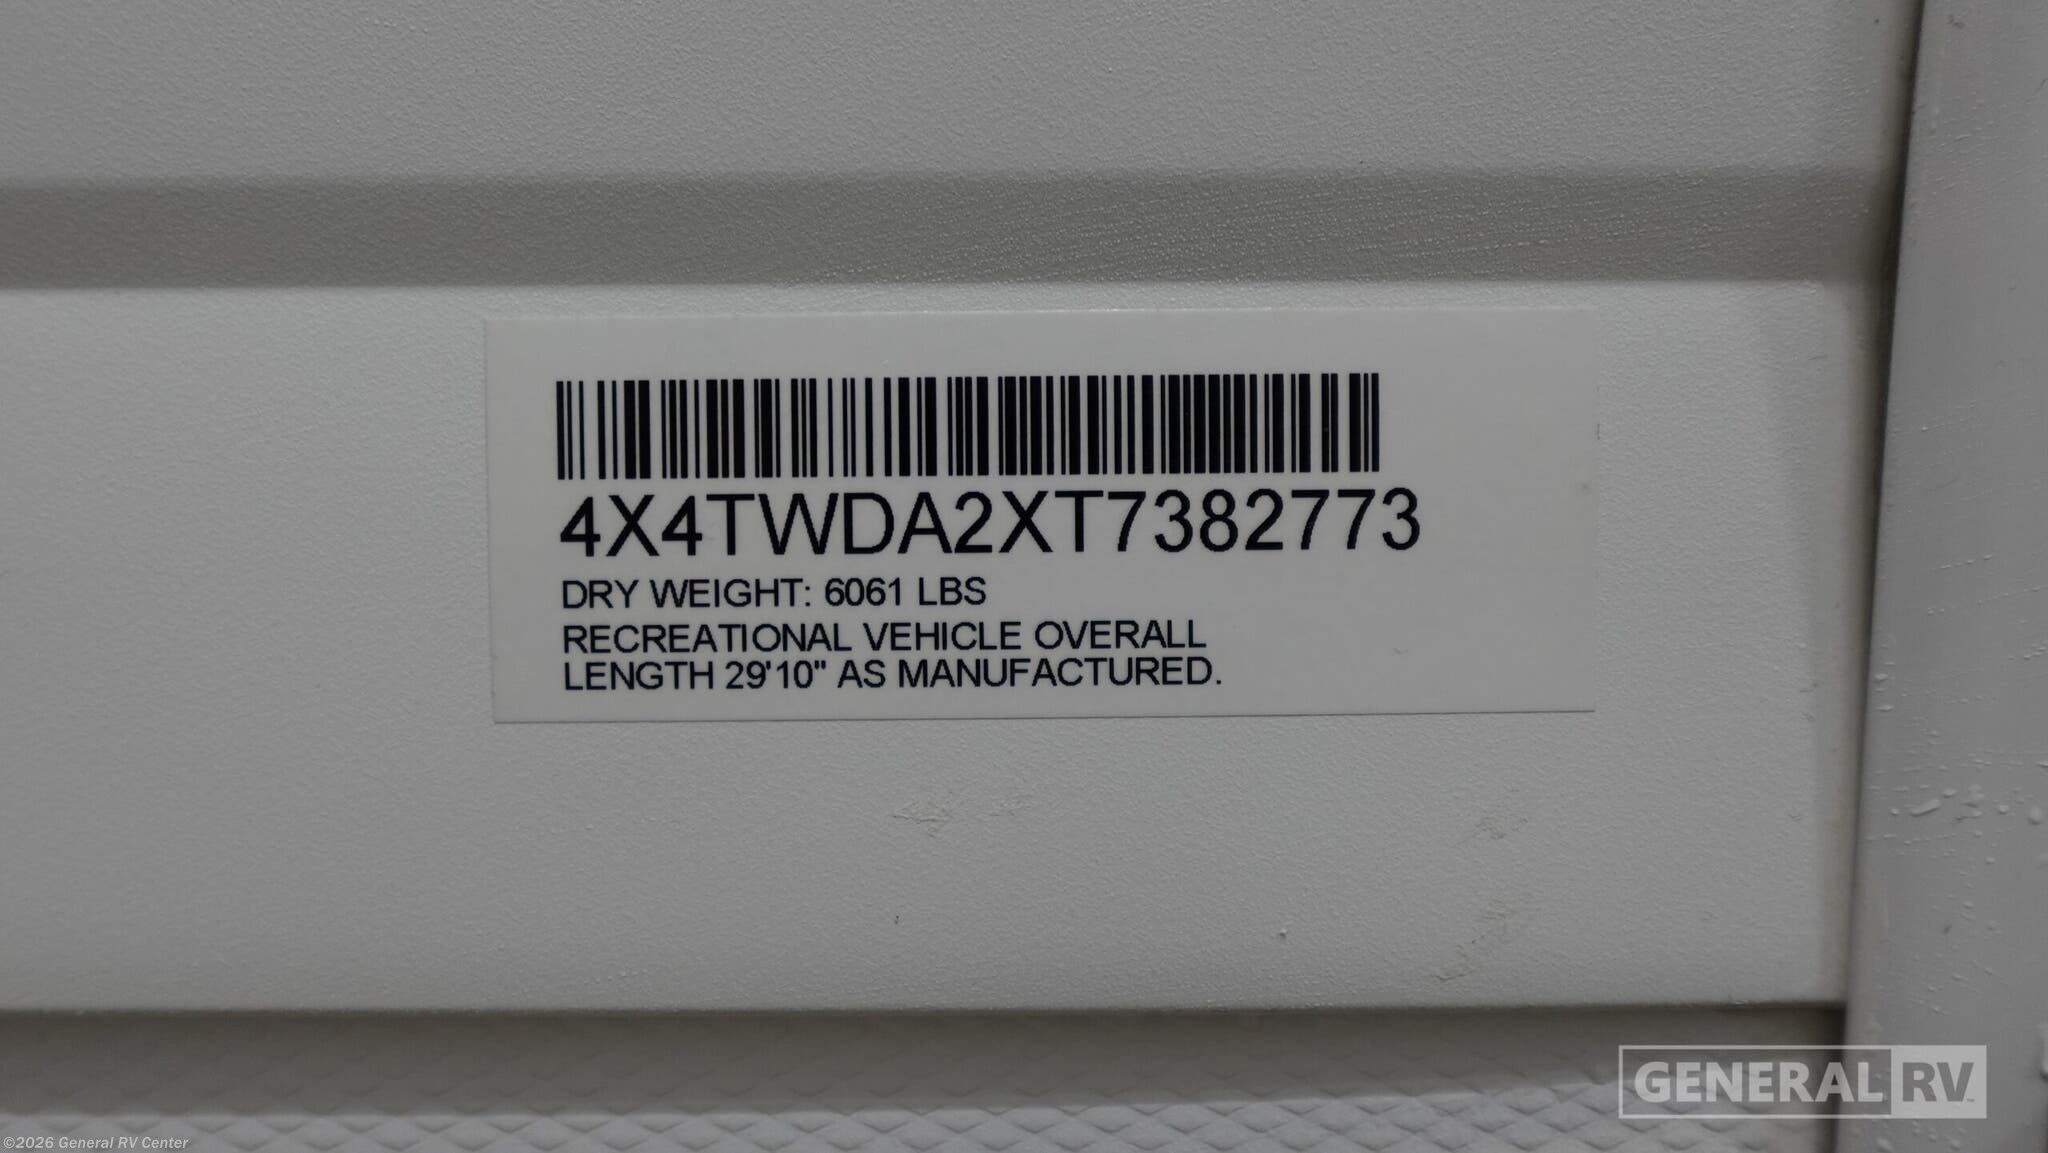 4X4TWDA2XT7382773
DRY WEIGHT: 6061 LBS
RECREATIONAL VEHICLE OVERALL
LENGTH 29'10" AS MANUFACTURED.
GENERAL RV
©2026 General RV Center